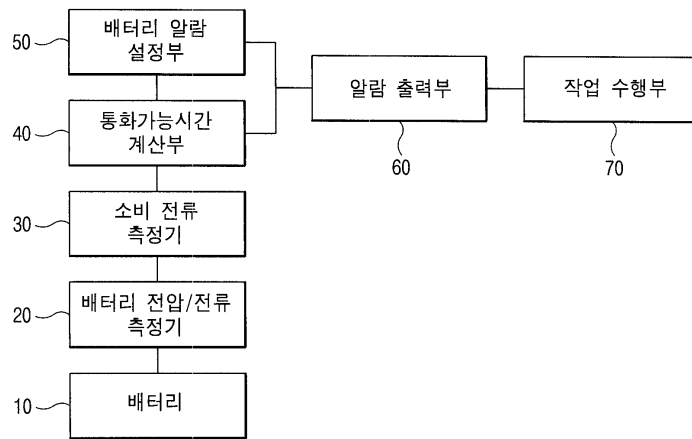 50
배터리 알람
설정부
40
통화가능시간
계산부
알람 출력부
60
작업 수행부
70
30
소비 전류
측정기
20
배터리 전압/전류
측정기
10
배터리